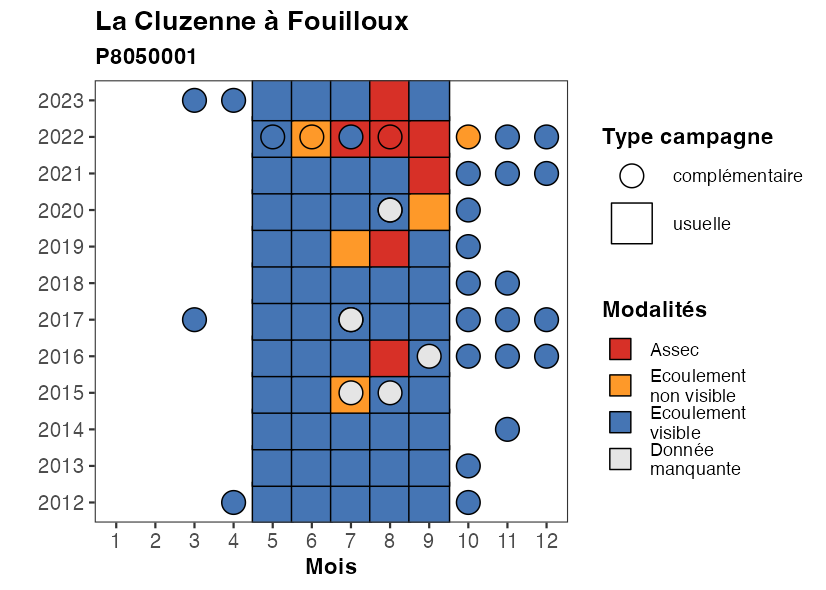 La Cluzenne à Fouilloux
P8050001
2023
2022
2021
2020
2019
2018
2017
2016
2015
2014
2013
2012
1 2 3 4 5 6 7 8 9 10 11 12
Mois
Type campagne
complémentaire
usuelle
Modalités
Assec
Ecoulement
non visible
Ecoulement
visible
Donnée
manquante